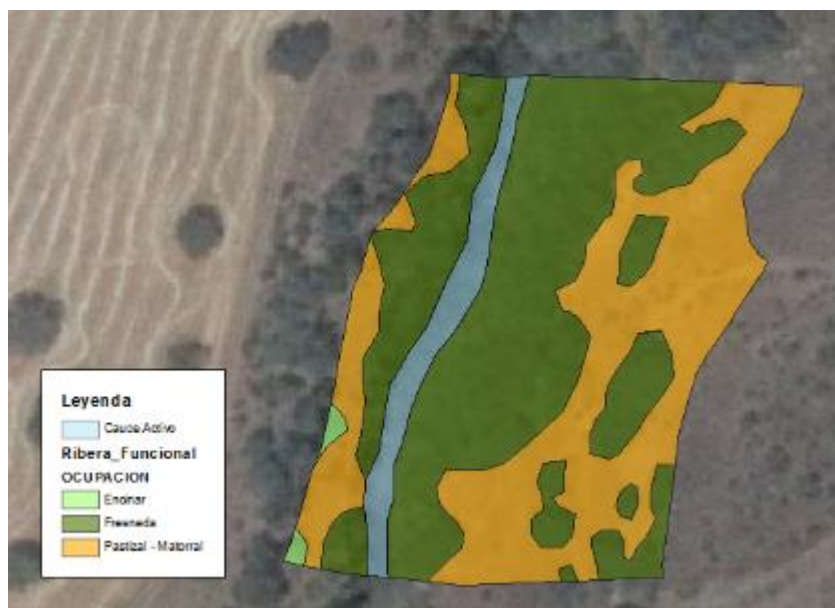 Leyenda
Cauce Activo
Ribera_Funcional
OCUPACION
Encinar
Fresneda
Pastizal - Matorral